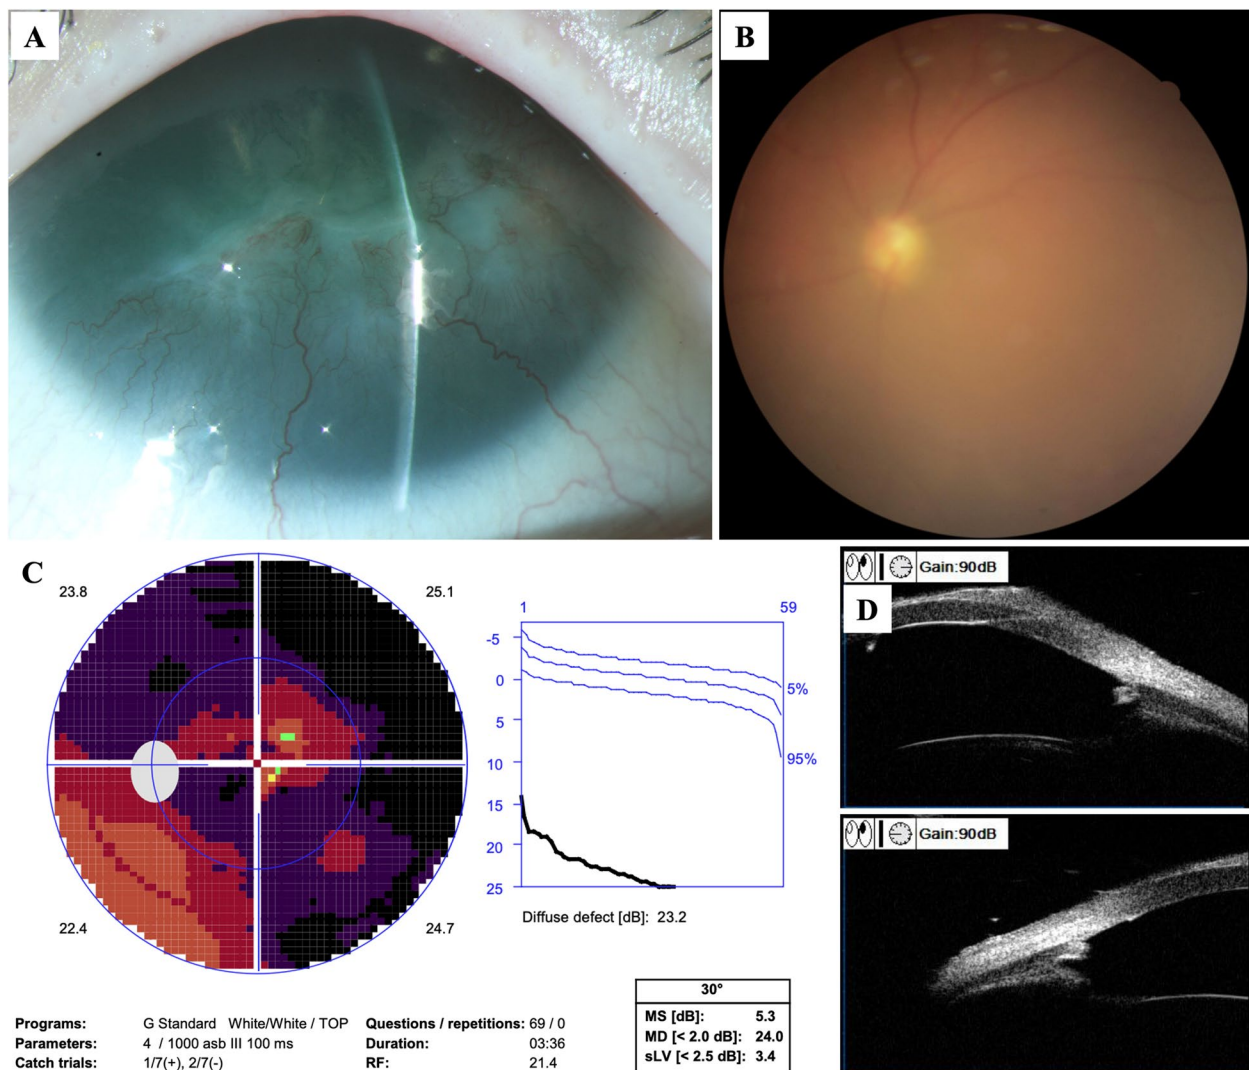 A
B
C
23.8
25.1
22.4
24.7
1
59
-5
0
5
10
15
20
25
5%
95%
Diffuse defect [dB]: 23.2
Programs: G Standard White/White / TOP
Parameters: 4 / 1000 asb III 100 ms
Catch trials: 1/7(+), 2/7(-)
Questions / repetitions: 69 / 0
Duration: 03:36
RF: 21.4
30°
MS [dB]: 5.3
MD [< 2.0 dB]: 24.0
sLV [< 2.5 dB]: 3.4
Gain:90dB
D
Gain:90dB